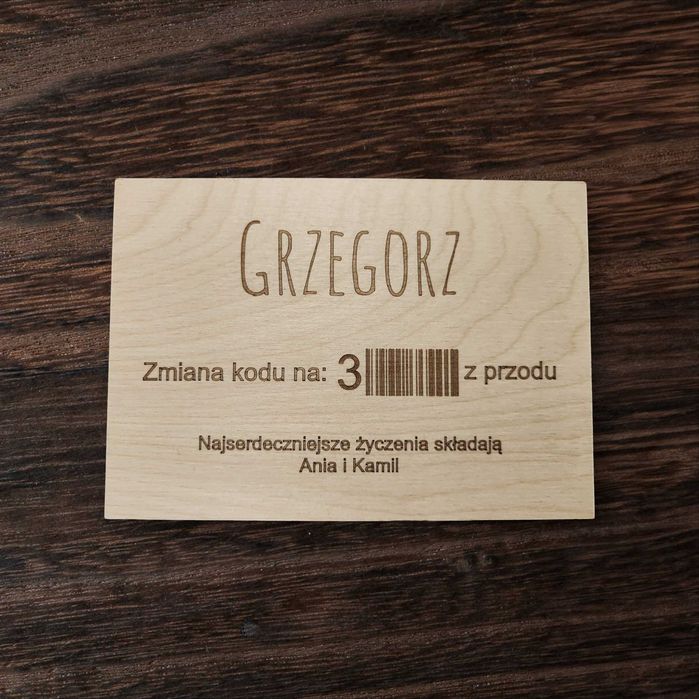 GRZEGORZ
Zmiana kodu na: 3 z przodu
Najserdeczniejsze życzenia składają
Ania i Kamil